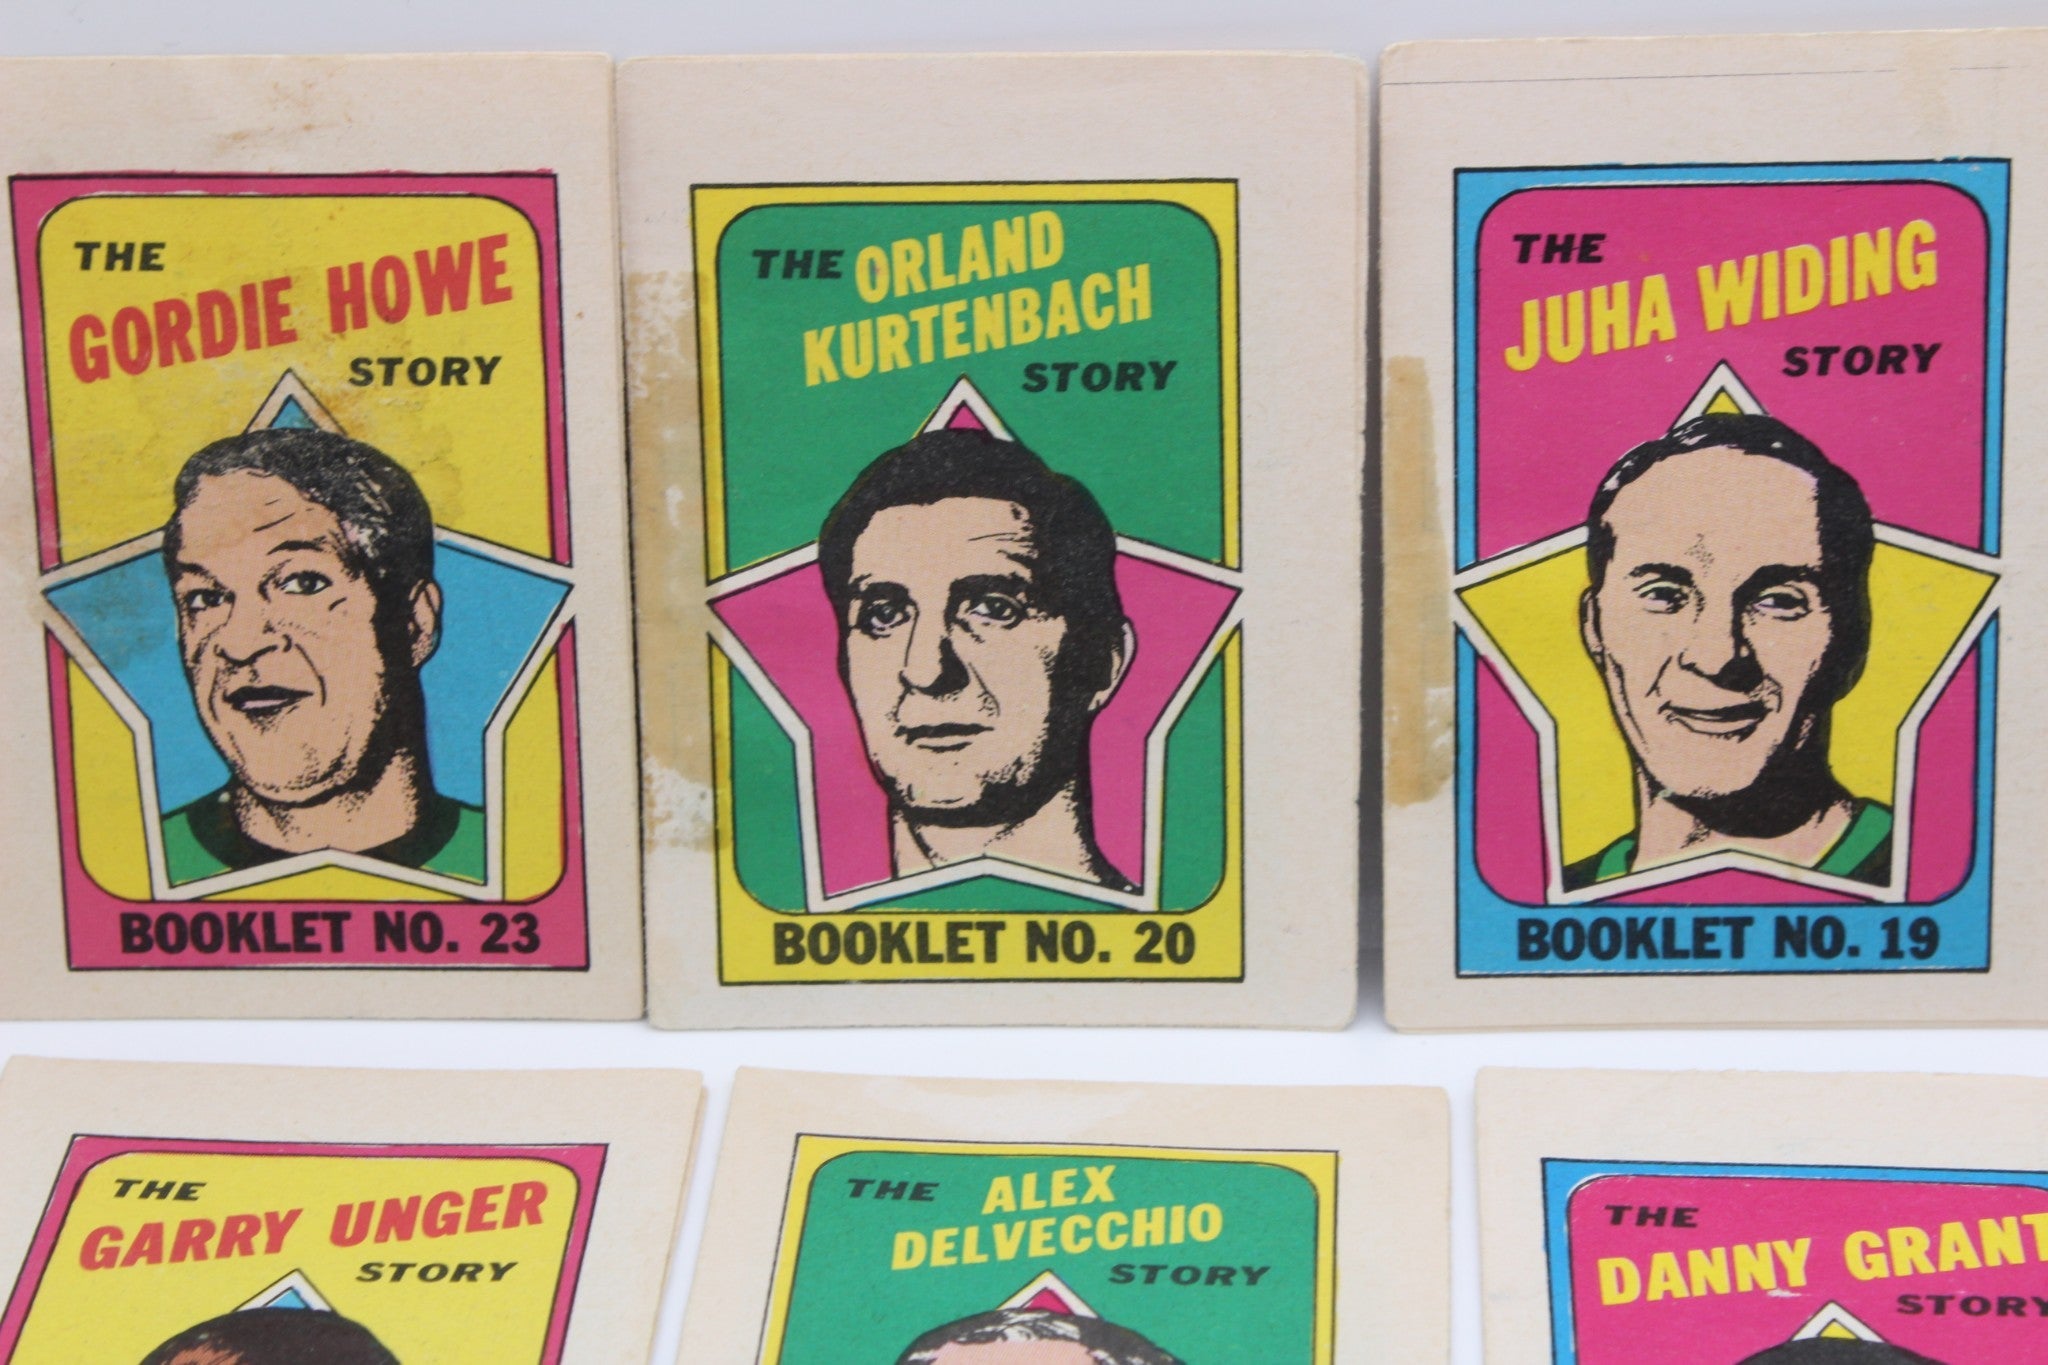 THE
GORDIE HOWE
STORY
BOOKLET NO. 23
THE ORLAND
KURTENBACH
STORY
BOOKLET NO. 20
THE
JUHA WIDING
STORY
BOOKLET NO. 19
THE
GARRY UNGER
STORY
THE ALEX
DELVECCHIO
STORY
THE
DANNY GRANT
STORY